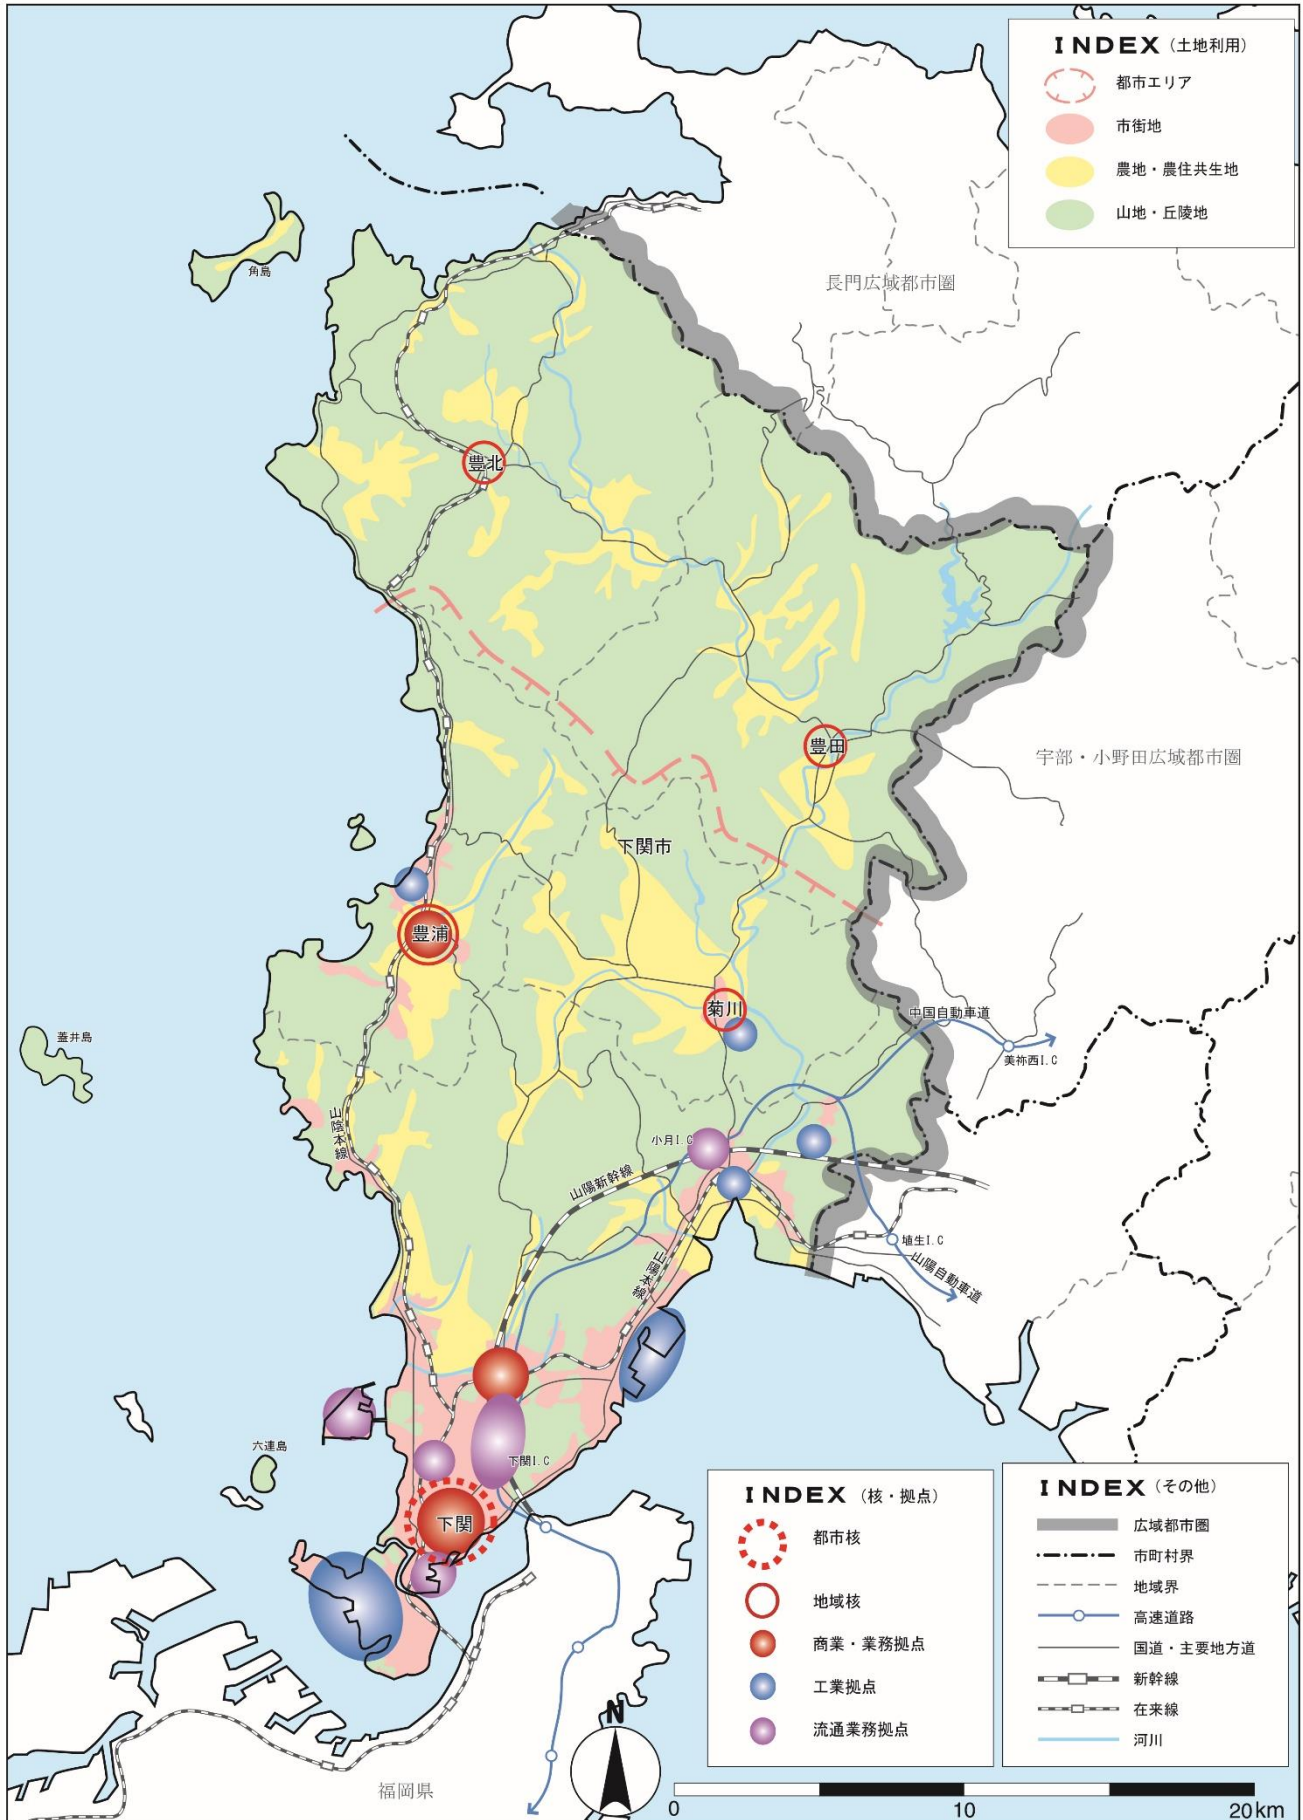 INDEX (土地利用)
都市エリア
市街地
農地・農住共生地
山地・丘陵地
角島
長門広域都市圏
豊北
豊田
宇部・小野田広域都市圏
下関市
豊浦
菊川
中国自動車道
美祢西I.C
蓋井島
山陰本線
小月I.C
山陽新幹線
山陽本線
埴生I.C
山陽自動車道
六連島
下関I.C
下関
福岡県
INDEX (核・拠点)
都市核
地域核
商業・業務拠点
工業拠点
流通業務拠点
INDEX (その他)
広域都市圏
市町村界
地域界
高速道路
国道・主要地方道
新幹線
在来線
河川
N
0 10 20km